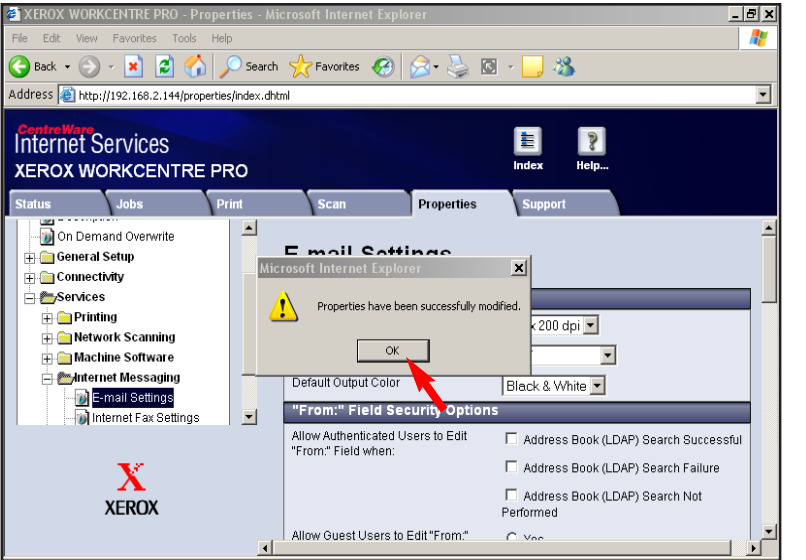 XEROX WORKCENTRE PRO - Properties - Microsoft Internet Explorer
File Edit View Favorites Tools Help
Back Search Favorites
Address http://192.168.2.144/properties/index.dhtml
CentreWare
Internet Services
XEROX WORKCENTRE PRO
Index Help...
Status Jobs Print Scan Properties Support
Description
On Demand Overwrite
General Setup
Connectivity
Services
Printing
Network Scanning
Machine Software
Internet Messaging
E-mail Settings
Internet Fax Settings
X
XEROX
E-mail Settings
Microsoft Internet Explorer
Properties have been successfully modified.
OK
x 200 dpi
Default Output Color Black & White
"From:" Field Security Options
Allow Authenticated Users to Edit
"From:" Field when:
Address Book (LDAP) Search Successful
Address Book (LDAP) Search Failure
Address Book (LDAP) Search Not
Performed
Allow Guest Users to Edit "From:" Yes